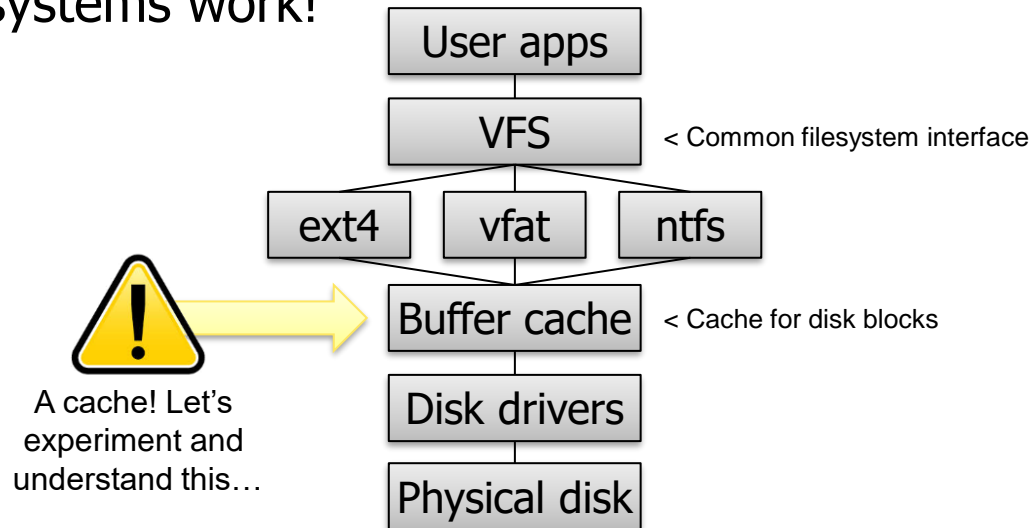 systems work!
User apps
VFS
< Common filesystem interface
ext4
vfat
ntfs
Buffer cache
< Cache for disk blocks
A cache! Let’s
experiment and
understand this…
Disk drivers
Physical disk